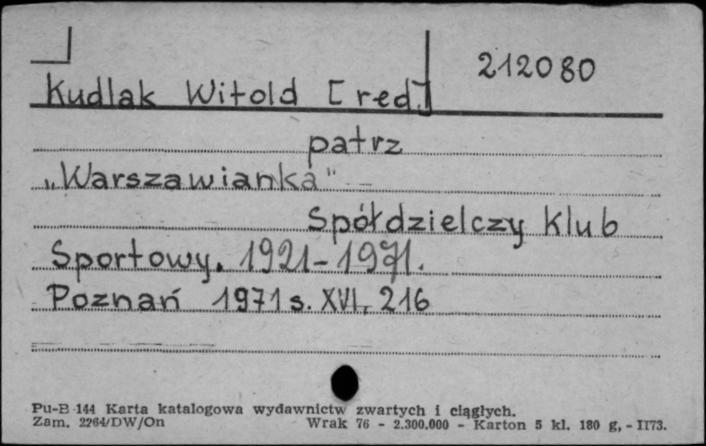 212080
Kudlak Witold [red.]
patrz
„Warszawianka"
Spółdzielczy Klub
Sportowy. 1921-1971.
Poznań 1971 s. XVI, 216
Pu-B 144 Karta katalogowa wydawnictw zwartych i ciągłych.
Zam. 2264/DW/On Wrak 76 - 2.300.000 - Karton 5 kl. 180 g, - II73.